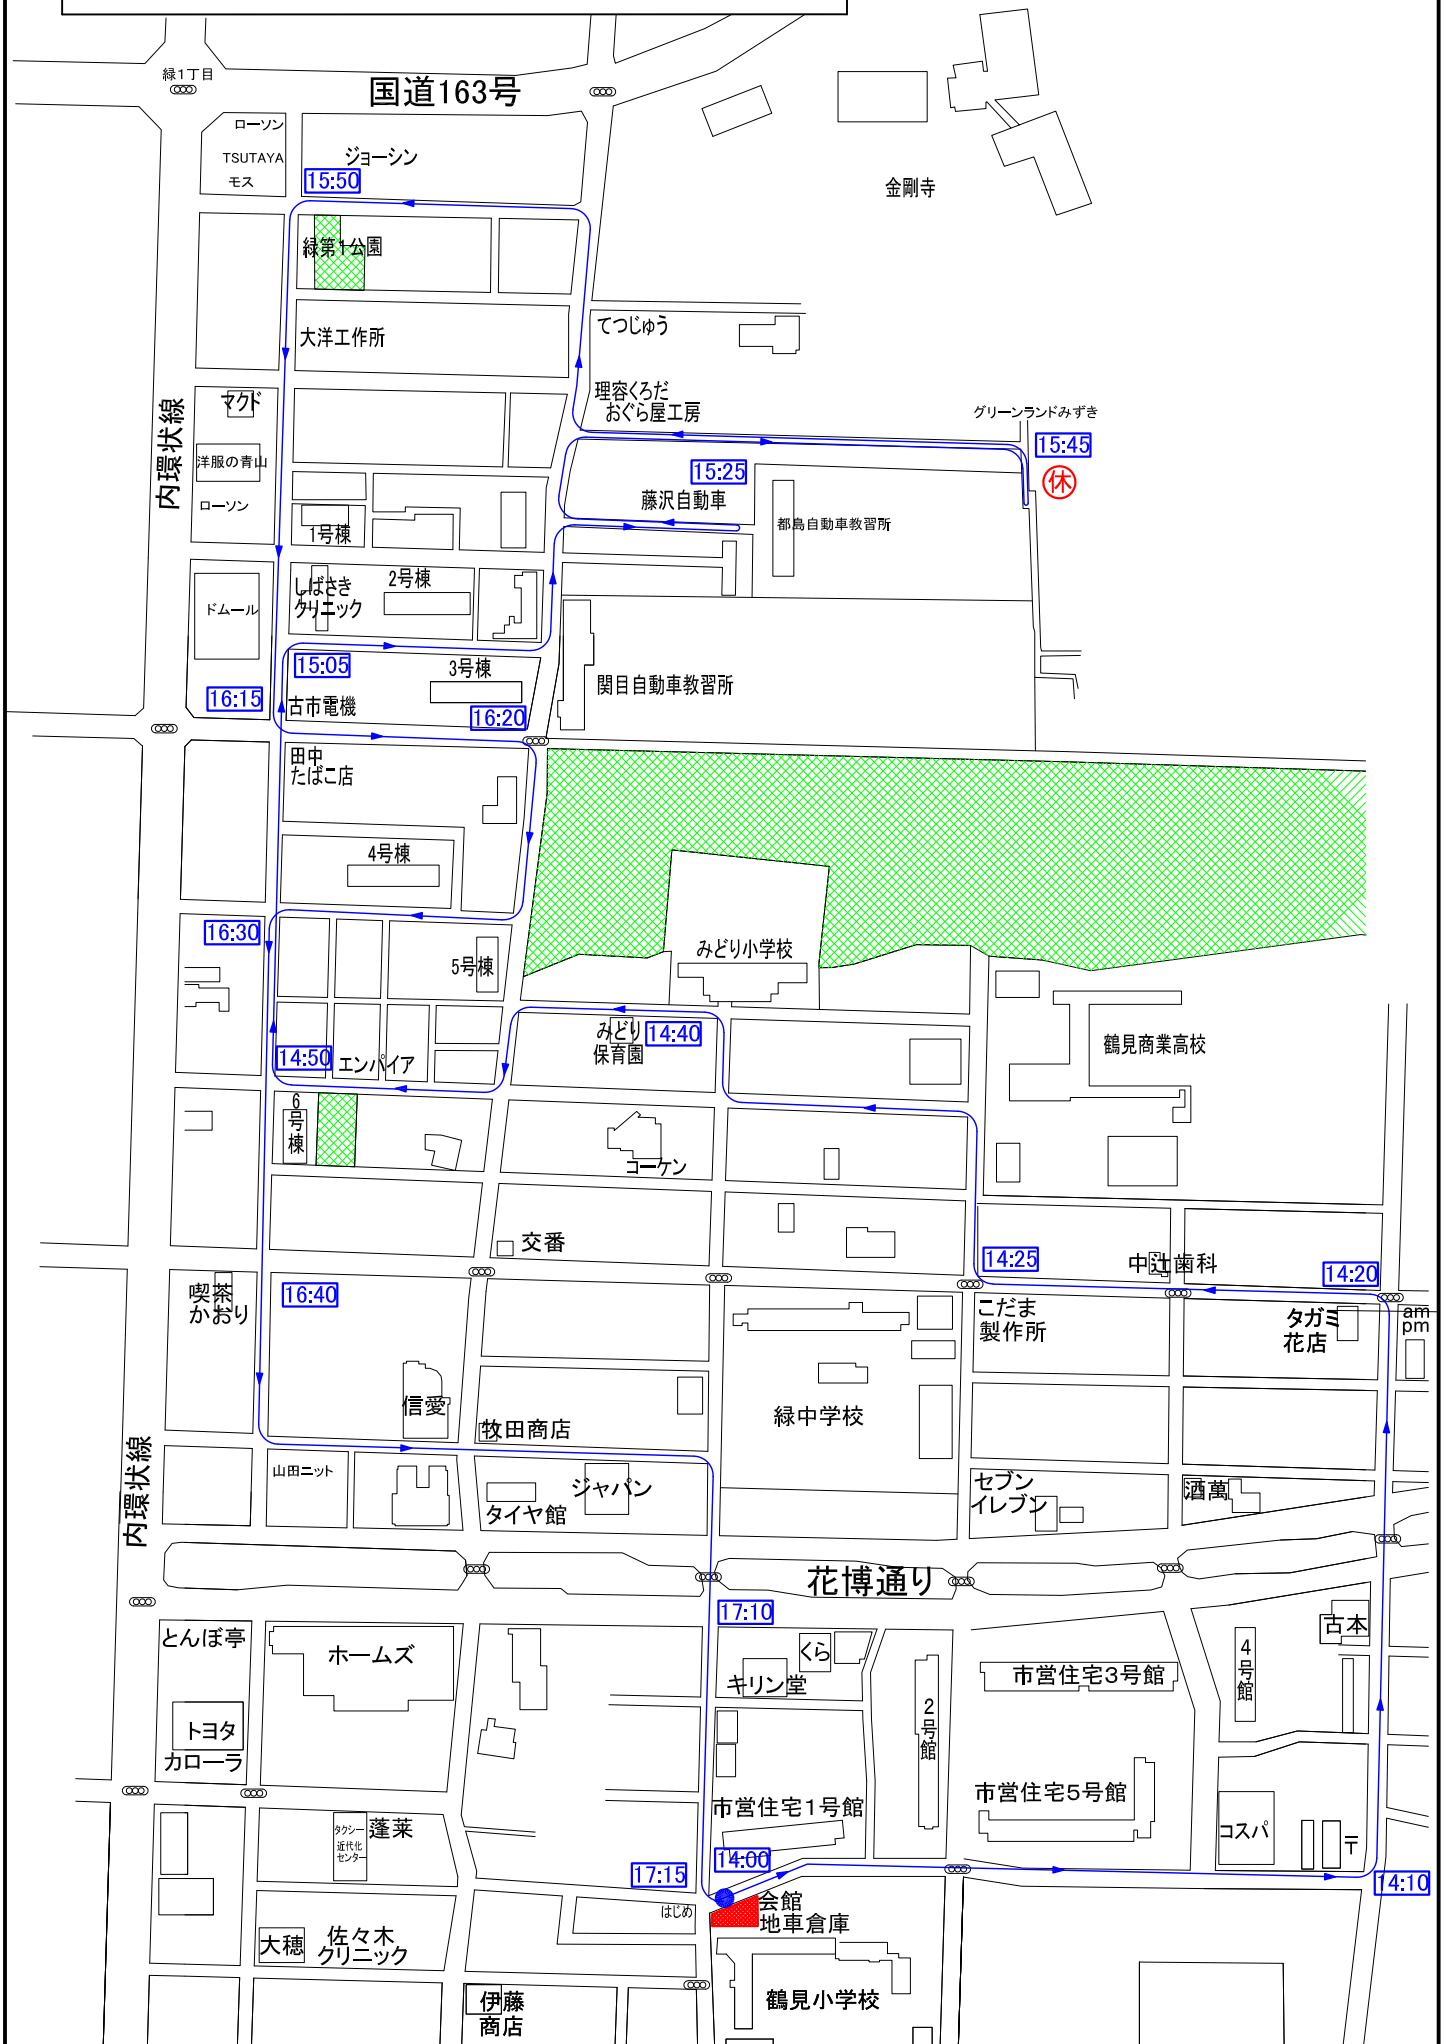 緑1丁目
国道163号
ローソン
TSUTAYA
モス
ジョーシン
15:50
金剛寺
緑第1公園
大洋工作所
てつじゅう
マクド
理容くろだ
おぐら屋工房
グリーンランドみずき
15:45
休
内環状線
洋服の青山
ローソン
15:25
藤沢自動車
都島自動車教習所
1号棟
2号棟
しばさき
クリニック
ドムール
15:05
3号棟
16:15
古市電機
16:20
関目自動車教習所
田中
たばこ店
4号棟
16:30
5号棟
みどり小学校
みどり
保育園
14:40
鶴見商業高校
14:50
エンパイア
6号棟
コーケン
交番
14:25
中辻歯科
14:20
喫茶
かおり
16:40
こだま
製作所
タガミ
花店
am
pm
信愛
牧田商店
緑中学校
内環状線
山田ニット
タイヤ館
ジャパン
セブン
イレブン
酒萬
花博通り
17:10
とんぼ亭
ホームズ
くら
キリン堂
2号館
市営住宅3号館
4号館
古本
トヨタ
カローラ
市営住宅1号館
市営住宅5号館
コスパ
〒
タクシー
近代化
センター
蓬莱
17:15
14:00
14:10
はじめ
会館
地車倉庫
大穂
佐々木
クリニック
伊藤
商店
鶴見小学校